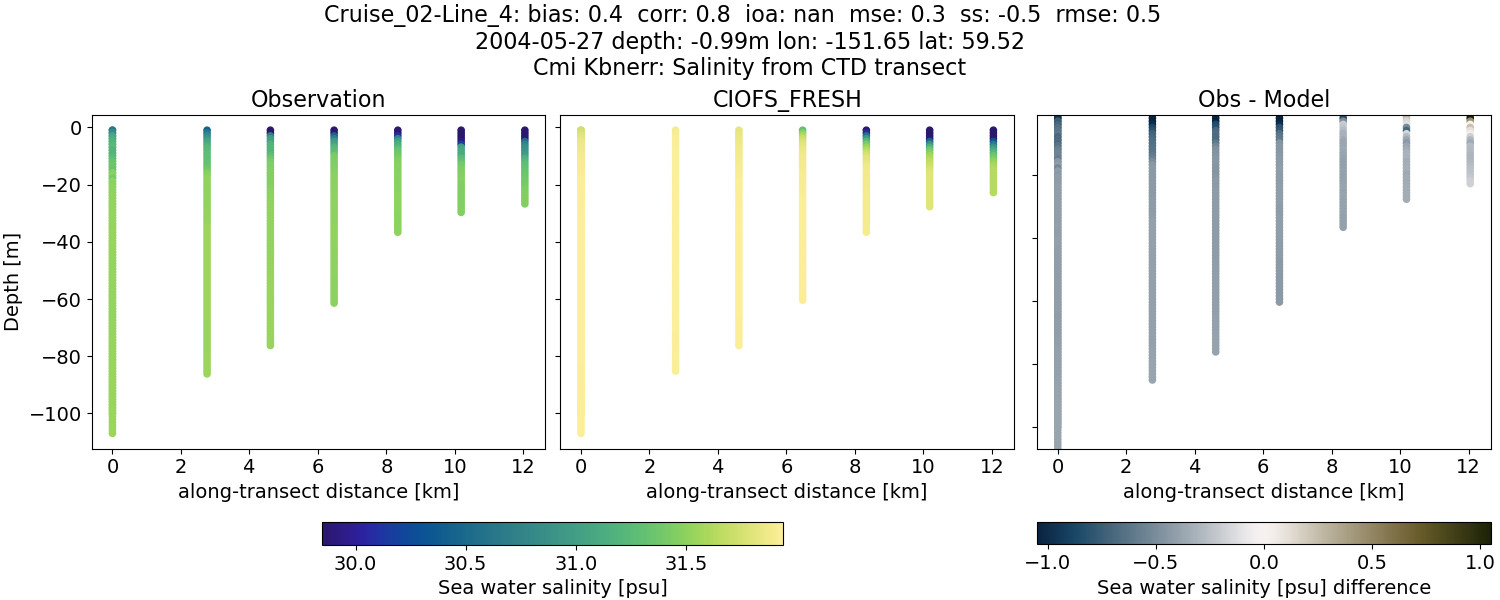 Cruise_02-Line_4: bias: 0.4  corr: 0.8  ioa: nan  mse: 0.3  ss: -0.5  rmse: 0.5
2004-05-27 depth: -0.99m lon: -151.65 lat: 59.52
Cmi Kbnerr: Salinity from CTD transect
Observation
CIOFS_FRESH
Obs - Model
Depth [m]
0
−20
−40
−60
−80
−100
0 2 4 6 8 10 12
0 2 4 6 8 10 12
0 2 4 6 8 10 12
along-transect distance [km]
along-transect distance [km]
along-transect distance [km]
30.0 30.5 31.0 31.5
Sea water salinity [psu]
−1.0 −0.5 0.0 0.5 1.0
Sea water salinity [psu] difference